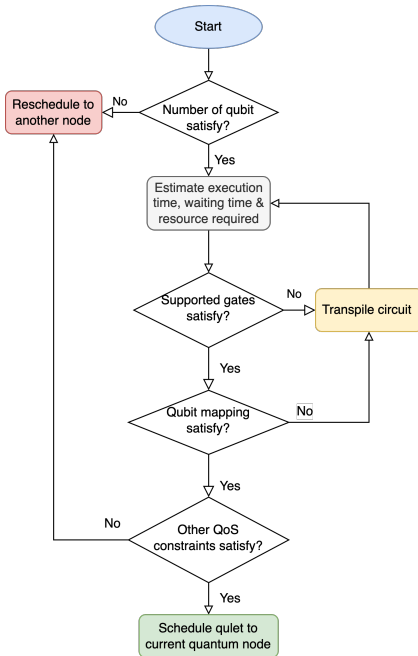 Start
Number of qubit
satisfy?
No
Reschedule to
another node
Yes
Estimate execution
time, waiting time &
resource required
Supported gates
satisfy?
No
Transpile circuit
Yes
Qubit mapping
satisfy?
No
Yes
Other QoS
constraints satisfy?
No
Yes
Schedule qulet to
current quantum node